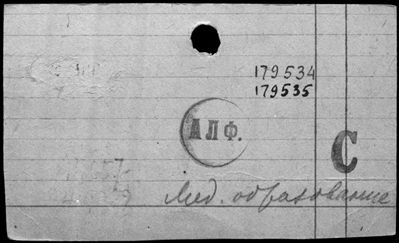 179534
179535
АЛФ.
С
Мед. образование